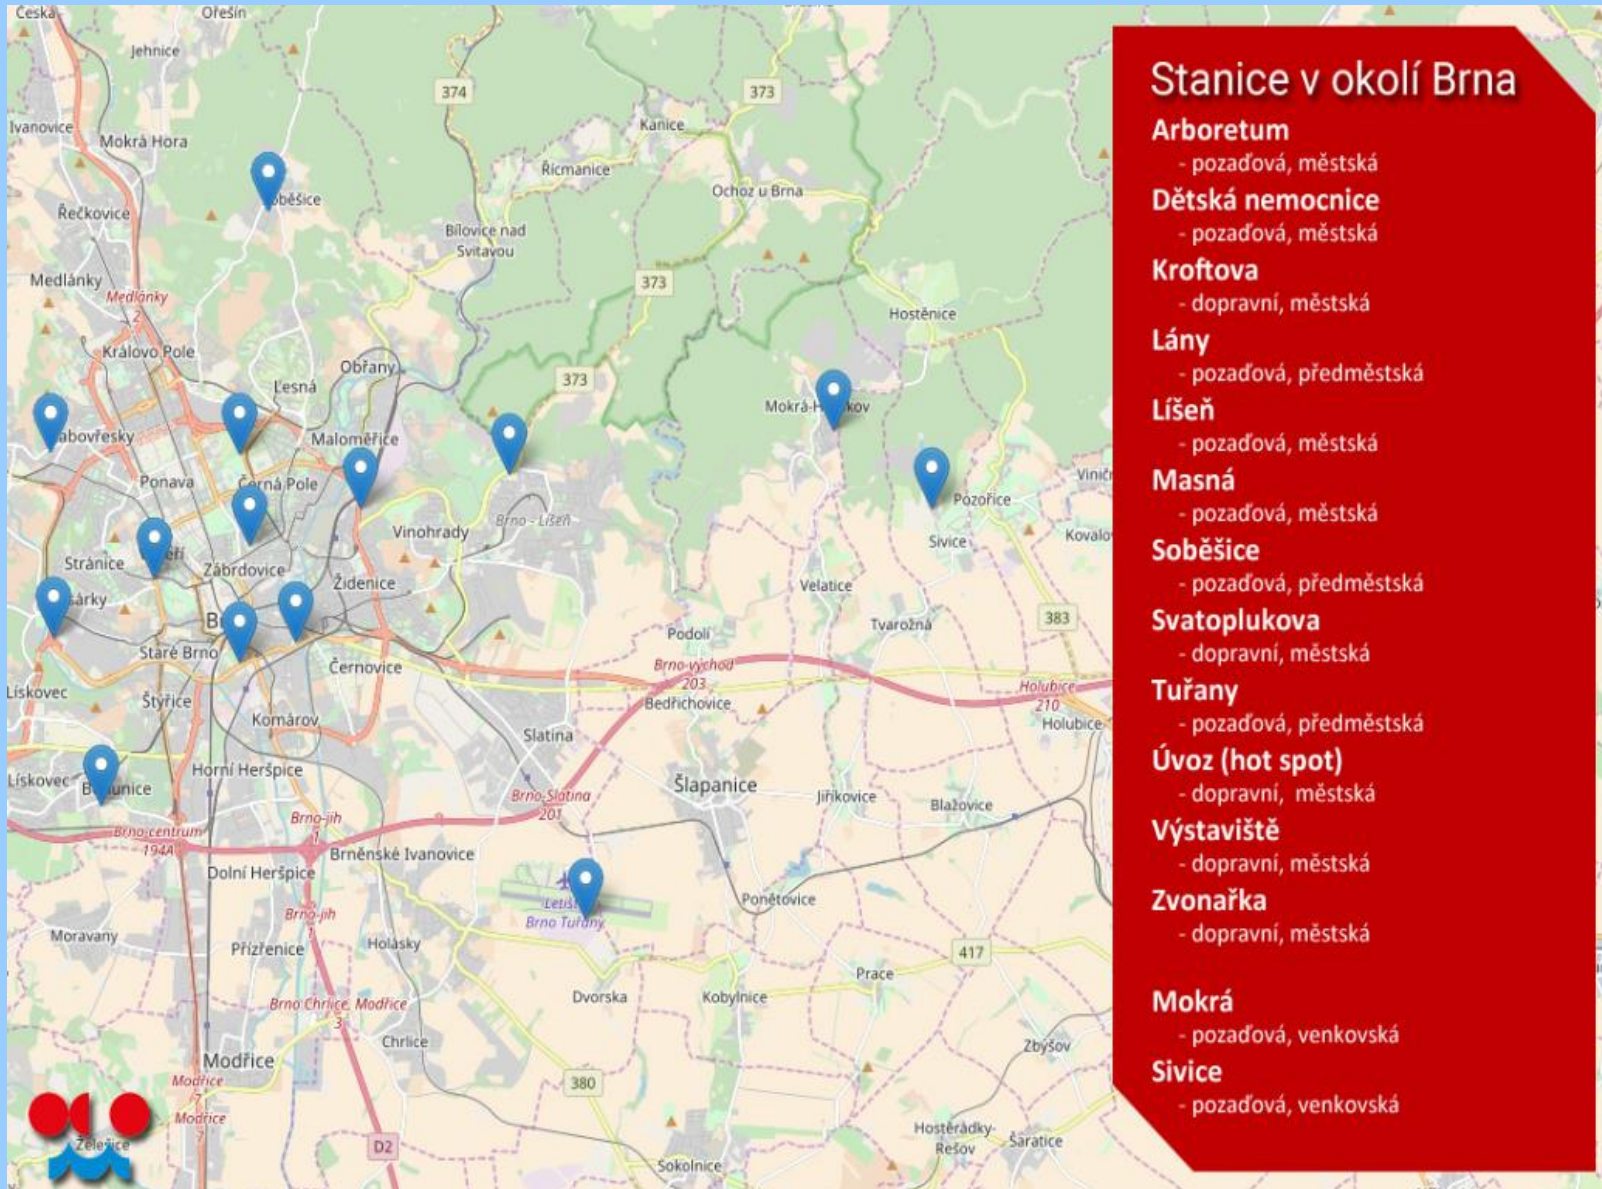 Česká
Ořešín
Jehnice
374
373
Ivanovice
Mokrá Hora
Kanice
Řícmanice
Ochoz u Brna
Řečkovice
Bílovice nad
Svitavou
Medlánky
Medlánky
2
373
Hostěnice
Královo Pole
Obřany
Lesná
373
Maloměřice
Ponava
Černá Pole
Vinohrady
Brno - Líšeň
Pozořice
Sivice
Stránice
Zábrdovice
Židenice
Velatice
Tvarožná
383
Podolí
Staré Brno
Černovice
Brno-východ
203
Bedřichovice
Holubice
210
Holubice
Lískovec
Štýřice
Komárov
Slatina
Horní Heršpice
Lískovec
Šlapanice
Jiříkovice
Blažovice
Brno-Slatina
201
Brno-jih
1
Brno-centrum
194A
Brněnské Ivanovice
Dolní Heršpice
Brno Tuřany
Ponětovice
Brno-jih
1
Moravany
Přízřenice
Holásky
417
Prace
Dvorska
Kobylnice
Brno Chrlice, Modřice
3
Chrlice
Zbýšov
Modřice
Modřice
7
Modřice
7
380
D2
Želešice
Hostěrádky-
Rešov
Šaratice
Sokolnice
Stanice v okolí Brna
Arboretum
- pozaďová, městská
Dětská nemocnice
- pozaďová, městská
Kroftova
- dopravní, městská
Lány
- pozaďová, předměstská
Líšeň
- pozaďová, městská
Masná
- pozaďová, městská
Soběšice
- pozaďová, předměstská
Svatoplukova
- dopravní, městská
Tuřany
- pozaďová, předměstská
Úvoz (hot spot)
- dopravní, městská
Výstaviště
- dopravní, městská
Zvonařka
- dopravní, městská
Mokrá
- pozaďová, venkovská
Sivice
- pozaďová, venkovská